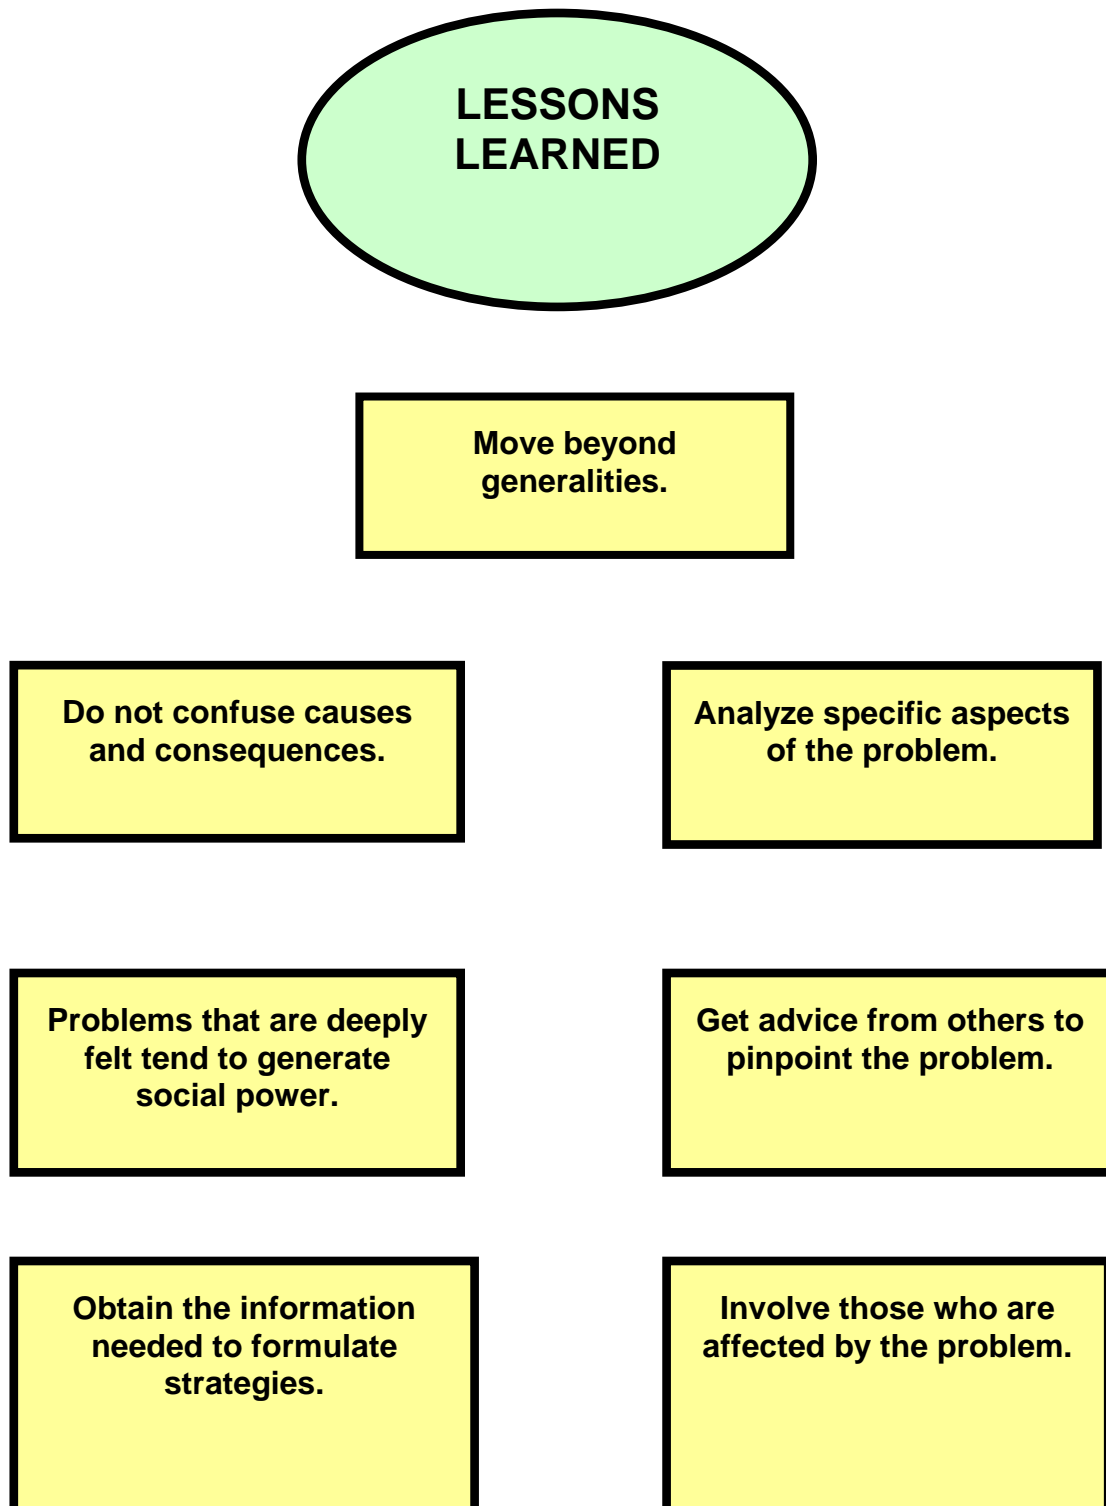 LESSONS
LEARNED
Move beyond
generalities.
Do not confuse causes
and consequences.
Analyze specific aspects
of the problem.
Problems that are deeply
felt tend to generate
social power.
Get advice from others to
pinpoint the problem.
Obtain the information
needed to formulate
strategies.
Involve those who are
affected by the problem.